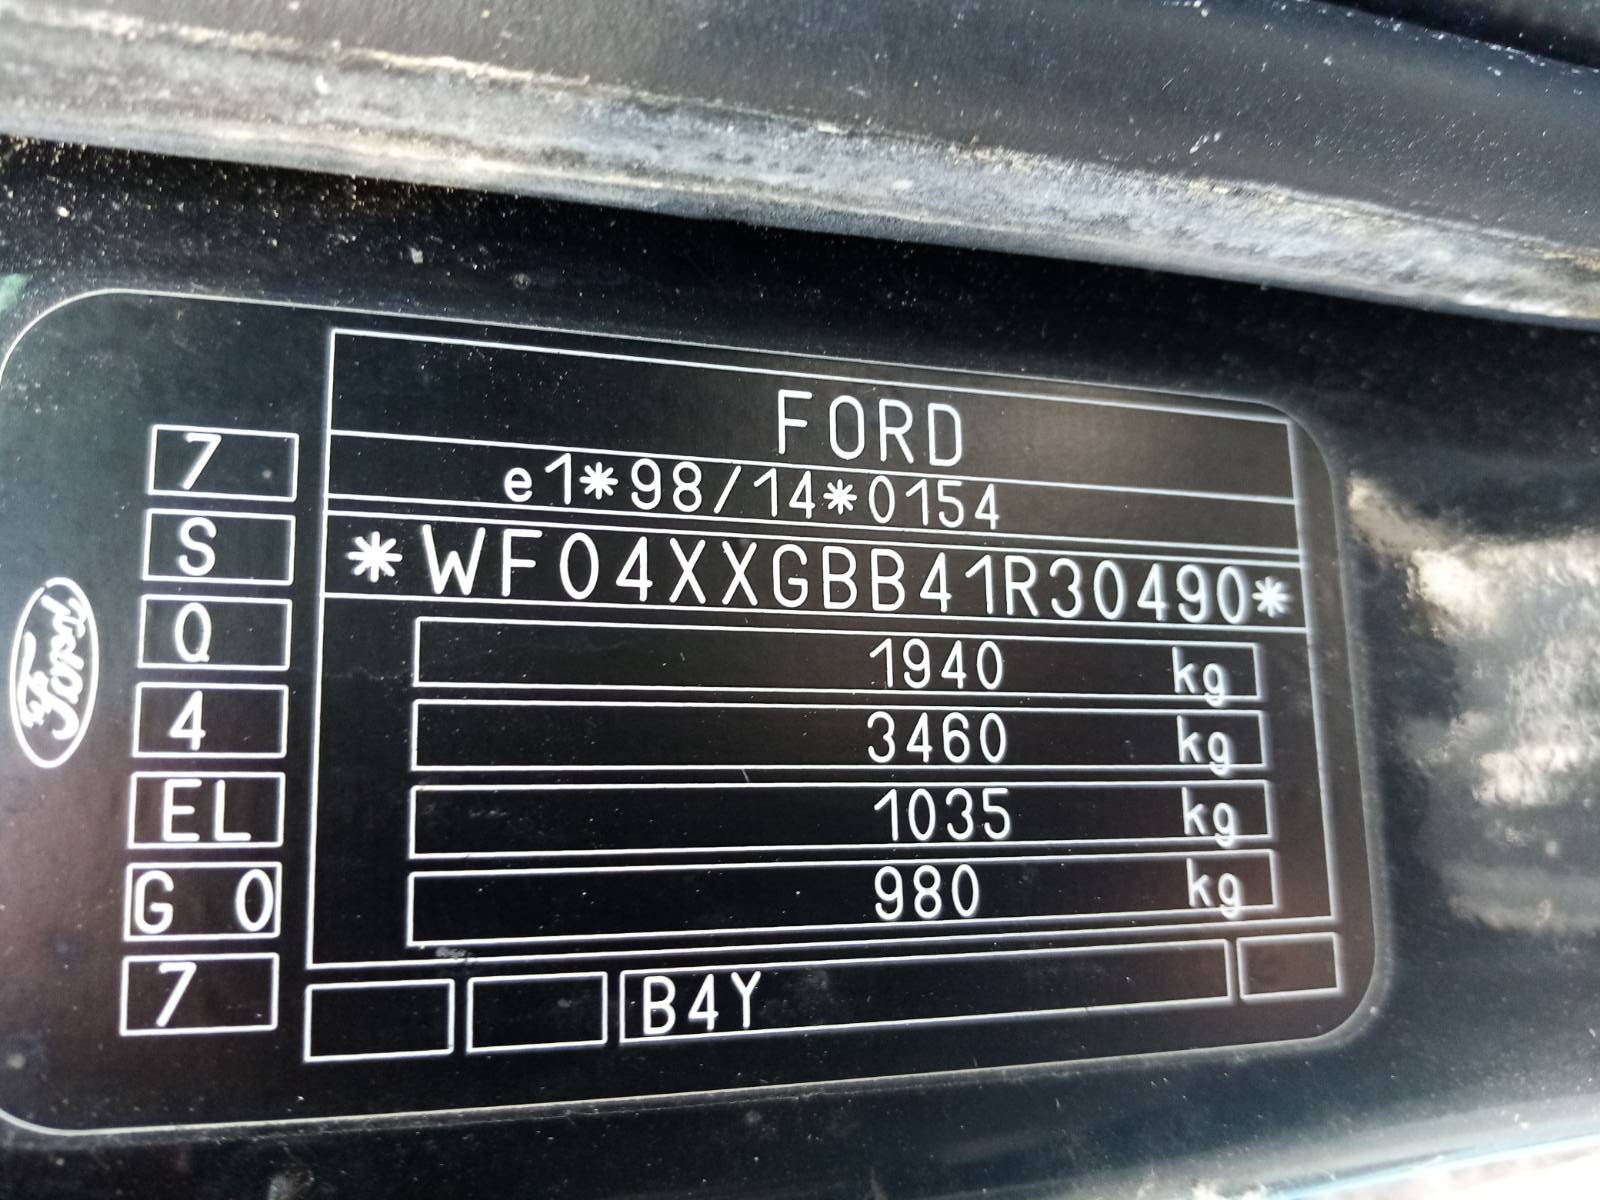 FORD
e1*98/14*0154
*WF04XXGBB41R30490*
1940 kg
3460 kg
1035 kg
980 kg
B4Y
7
S
Q
4
EL
G 0
7
Ford